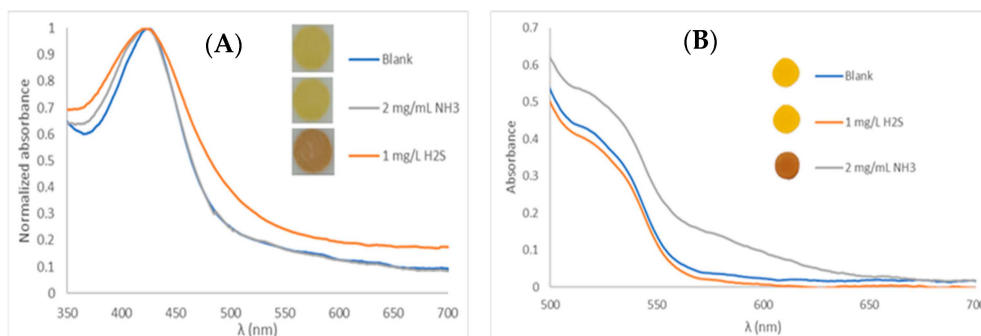 (A)
Normalized absorbance
1
0.9
0.8
0.7
0.6
0.5
0.4
0.3
0.2
0.1
0
350 400 450 500 550 600 650 700
λ (nm)
Blank
2 mg/mL NH3
1 mg/L H2S
(B)
Absorbance
0.7
0.6
0.5
0.4
0.3
0.2
0.1
0
500 550 600 650 700
λ (nm)
Blank
1 mg/L H2S
2 mg/mL NH3